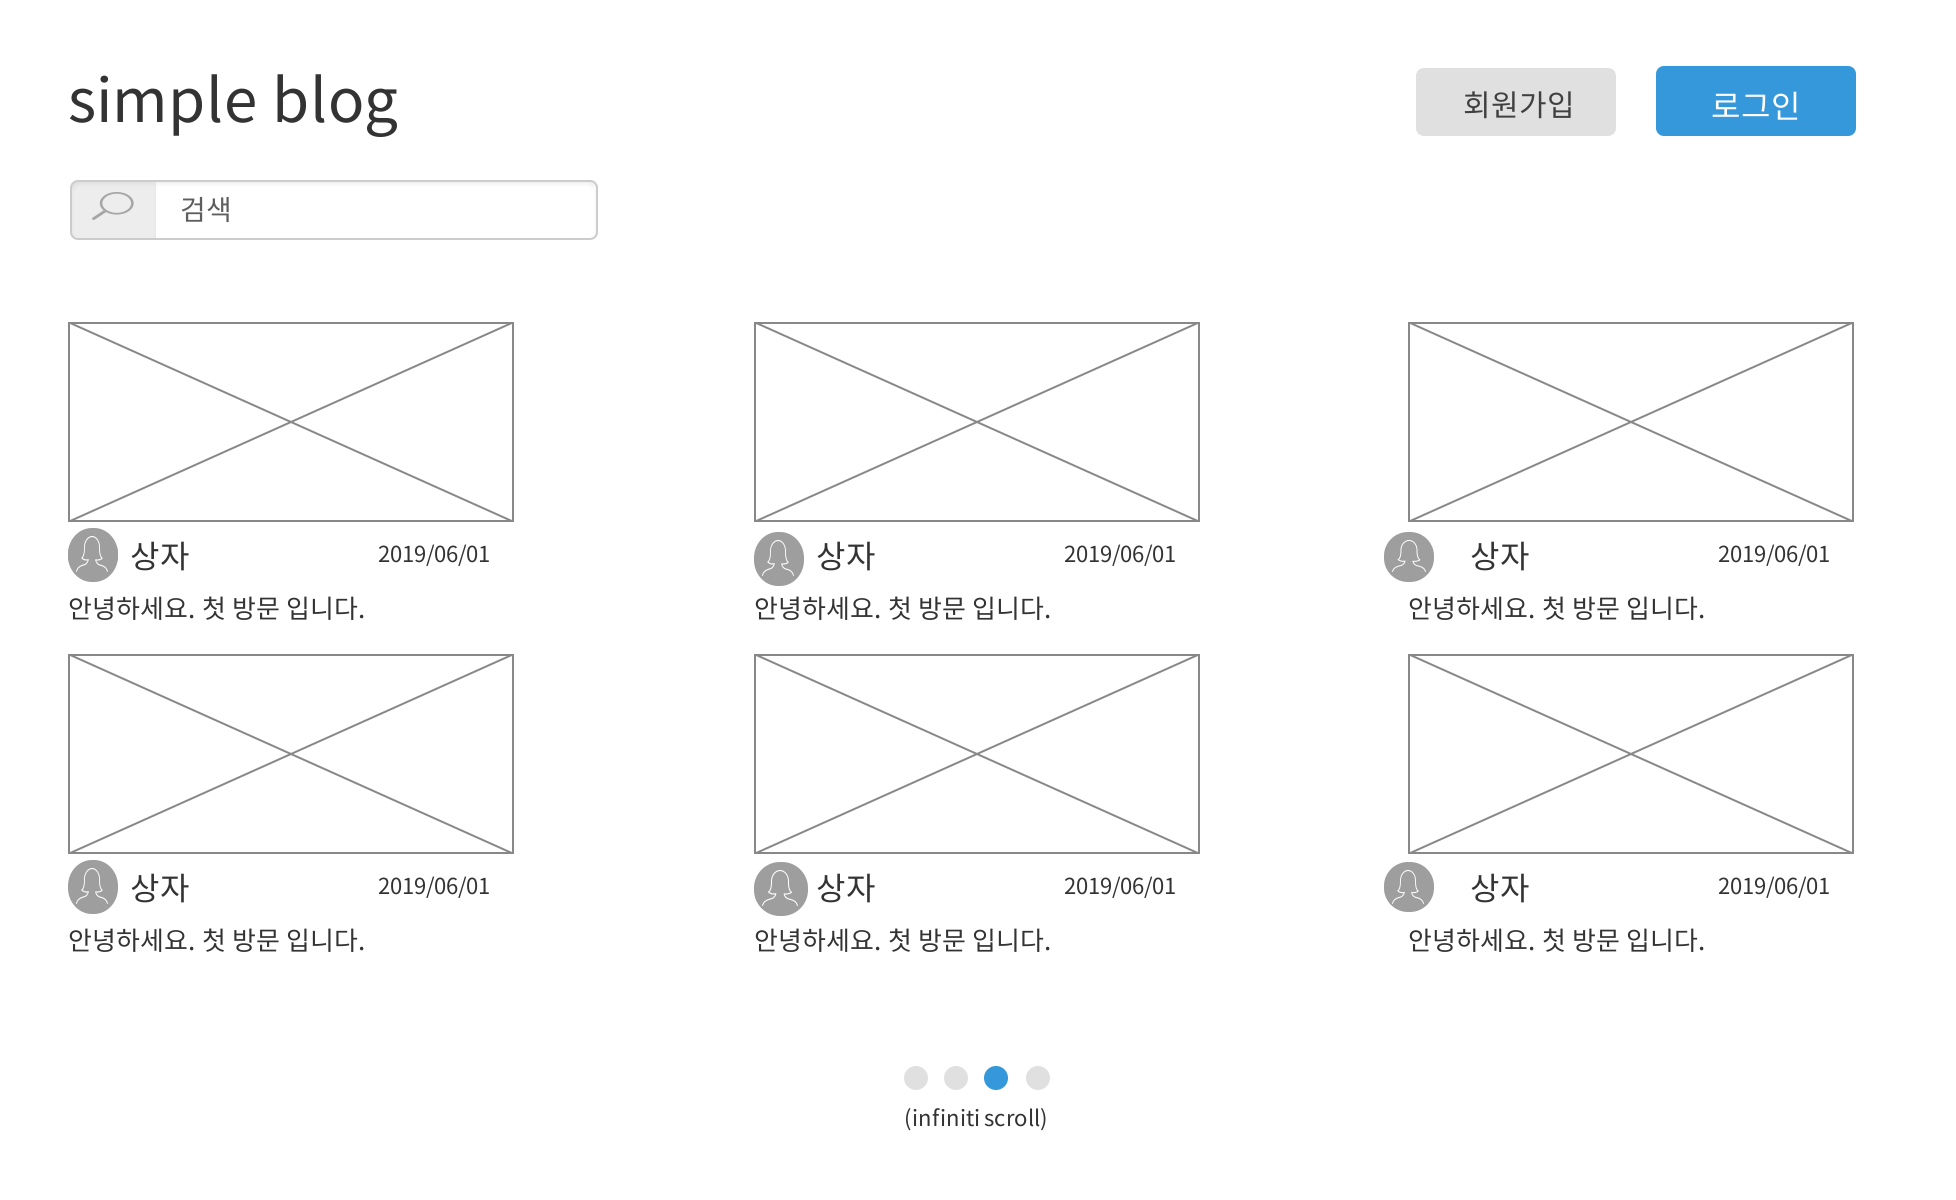 simple blog
회원가입
로그인
검색
상자 2019/06/01
안녕하세요. 첫 방문 입니다.
상자 2019/06/01
안녕하세요. 첫 방문 입니다.
상자 2019/06/01
안녕하세요. 첫 방문 입니다.
상자 2019/06/01
안녕하세요. 첫 방문 입니다.
상자 2019/06/01
안녕하세요. 첫 방문 입니다.
상자 2019/06/01
안녕하세요. 첫 방문 입니다.
(infiniti scroll)